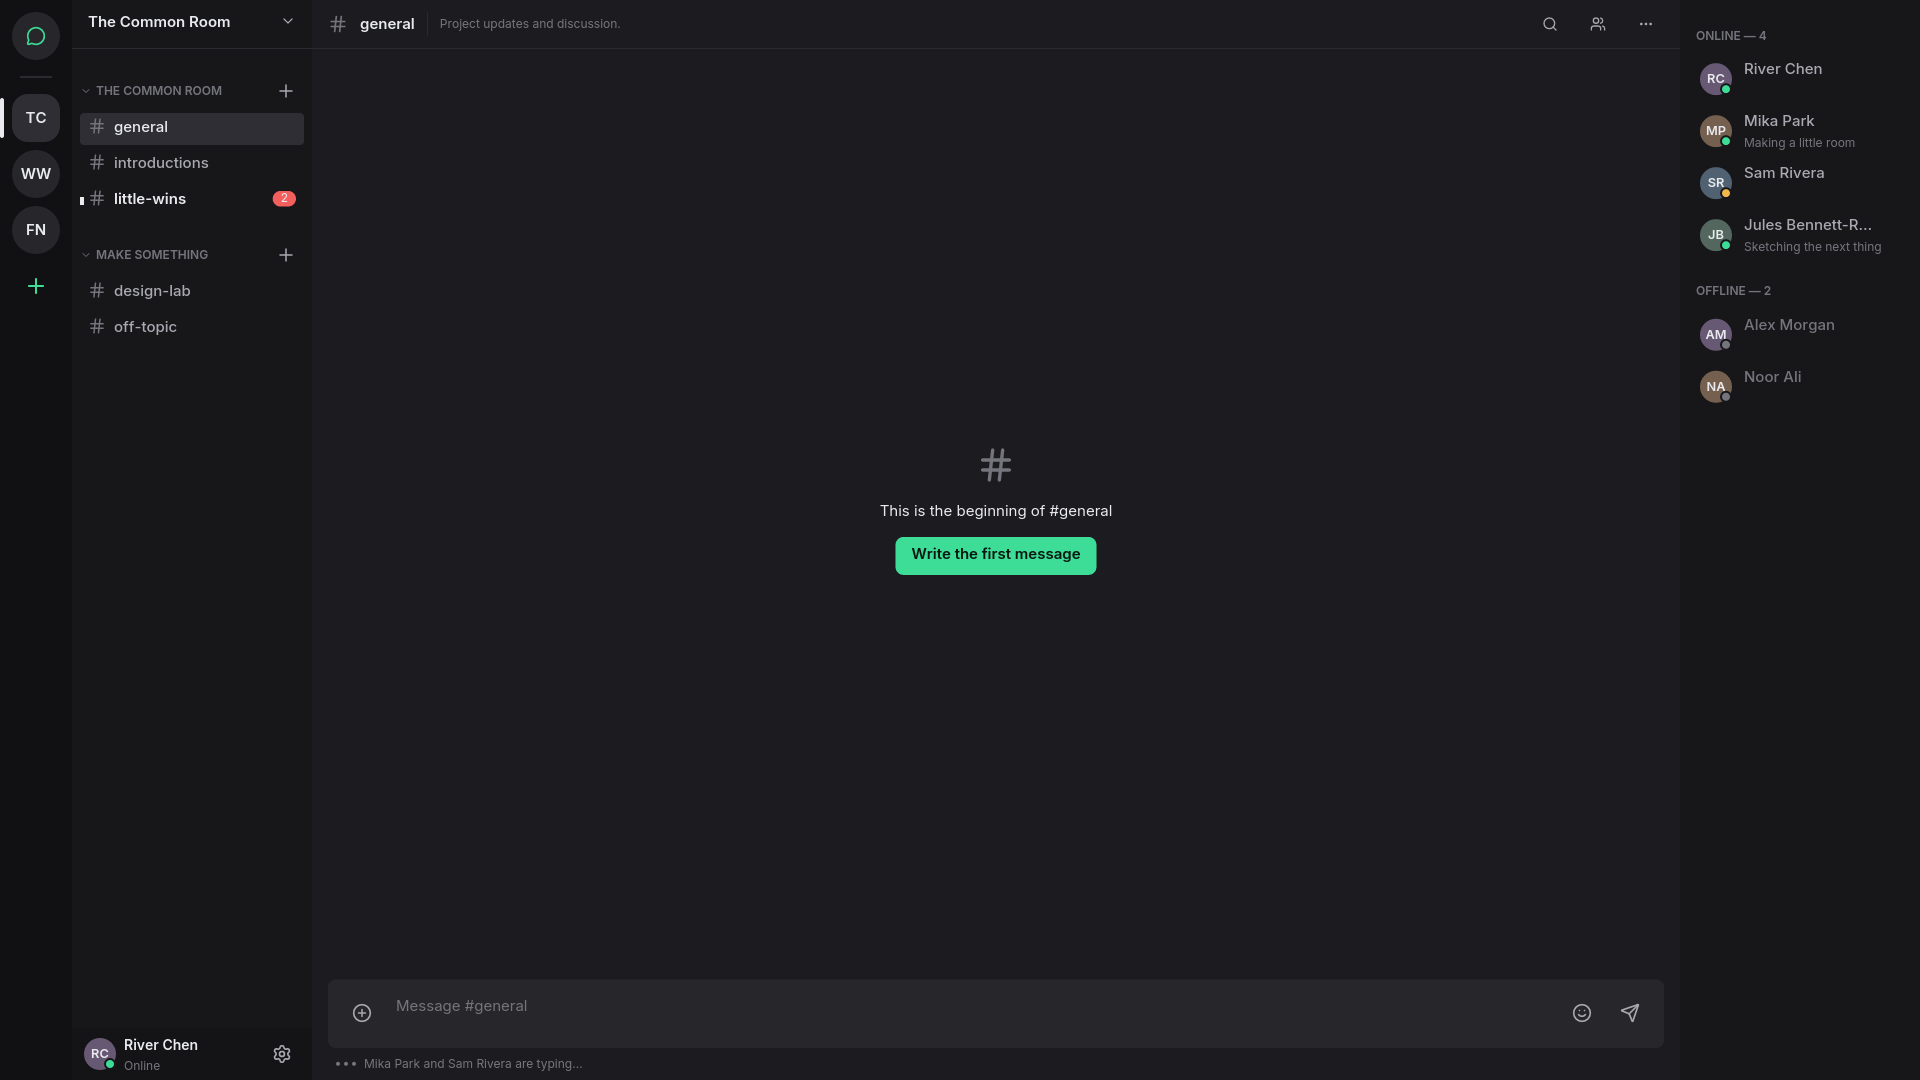 The Common Room
TC
WW
FN
THE COMMON ROOM
general
introductions
little-wins
2
MAKE SOMETHING
design-lab
off-topic
RC
River Chen
Online
general
Project updates and discussion.
This is the beginning of #general
Write the first message
Message #general
Mika Park and Sam Rivera are typing...
ONLINE — 4
RC
River Chen
MP
Mika Park
Making a little room
SR
Sam Rivera
JB
Jules Bennett-R...
Sketching the next thing
OFFLINE — 2
AM
Alex Morgan
NA
Noor Ali